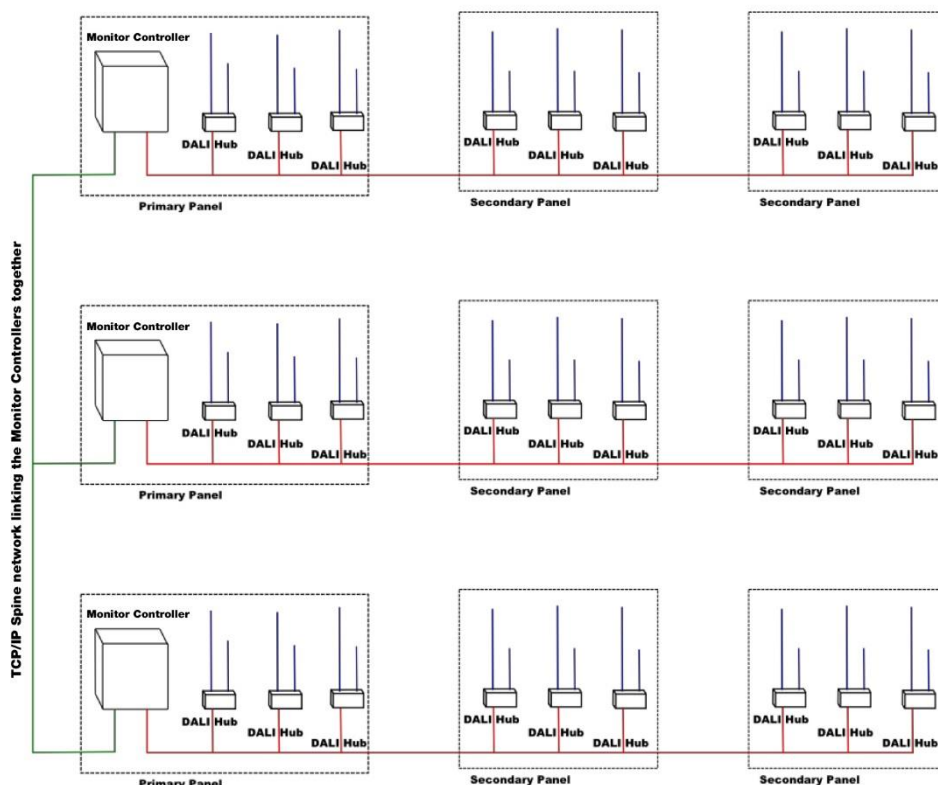 Monitor Controller
DALI Hub
DALI Hub
DALI Hub
DALI Hub
DALI Hub
DALI Hub
DALI Hub
DALI Hub
DALI Hub
Primary Panel
Secondary Panel
Secondary Panel
TCP/IP Spine network linking the Monitor Controllers together
Monitor Controller
DALI Hub
DALI Hub
DALI Hub
DALI Hub
DALI Hub
DALI Hub
DALI Hub
DALI Hub
DALI Hub
Primary Panel
Secondary Panel
Secondary Panel
Monitor Controller
DALI Hub
DALI Hub
DALI Hub
DALI Hub
DALI Hub
DALI Hub
DALI Hub
DALI Hub
DALI Hub
Primary Panel
Secondary Panel
Secondary Panel